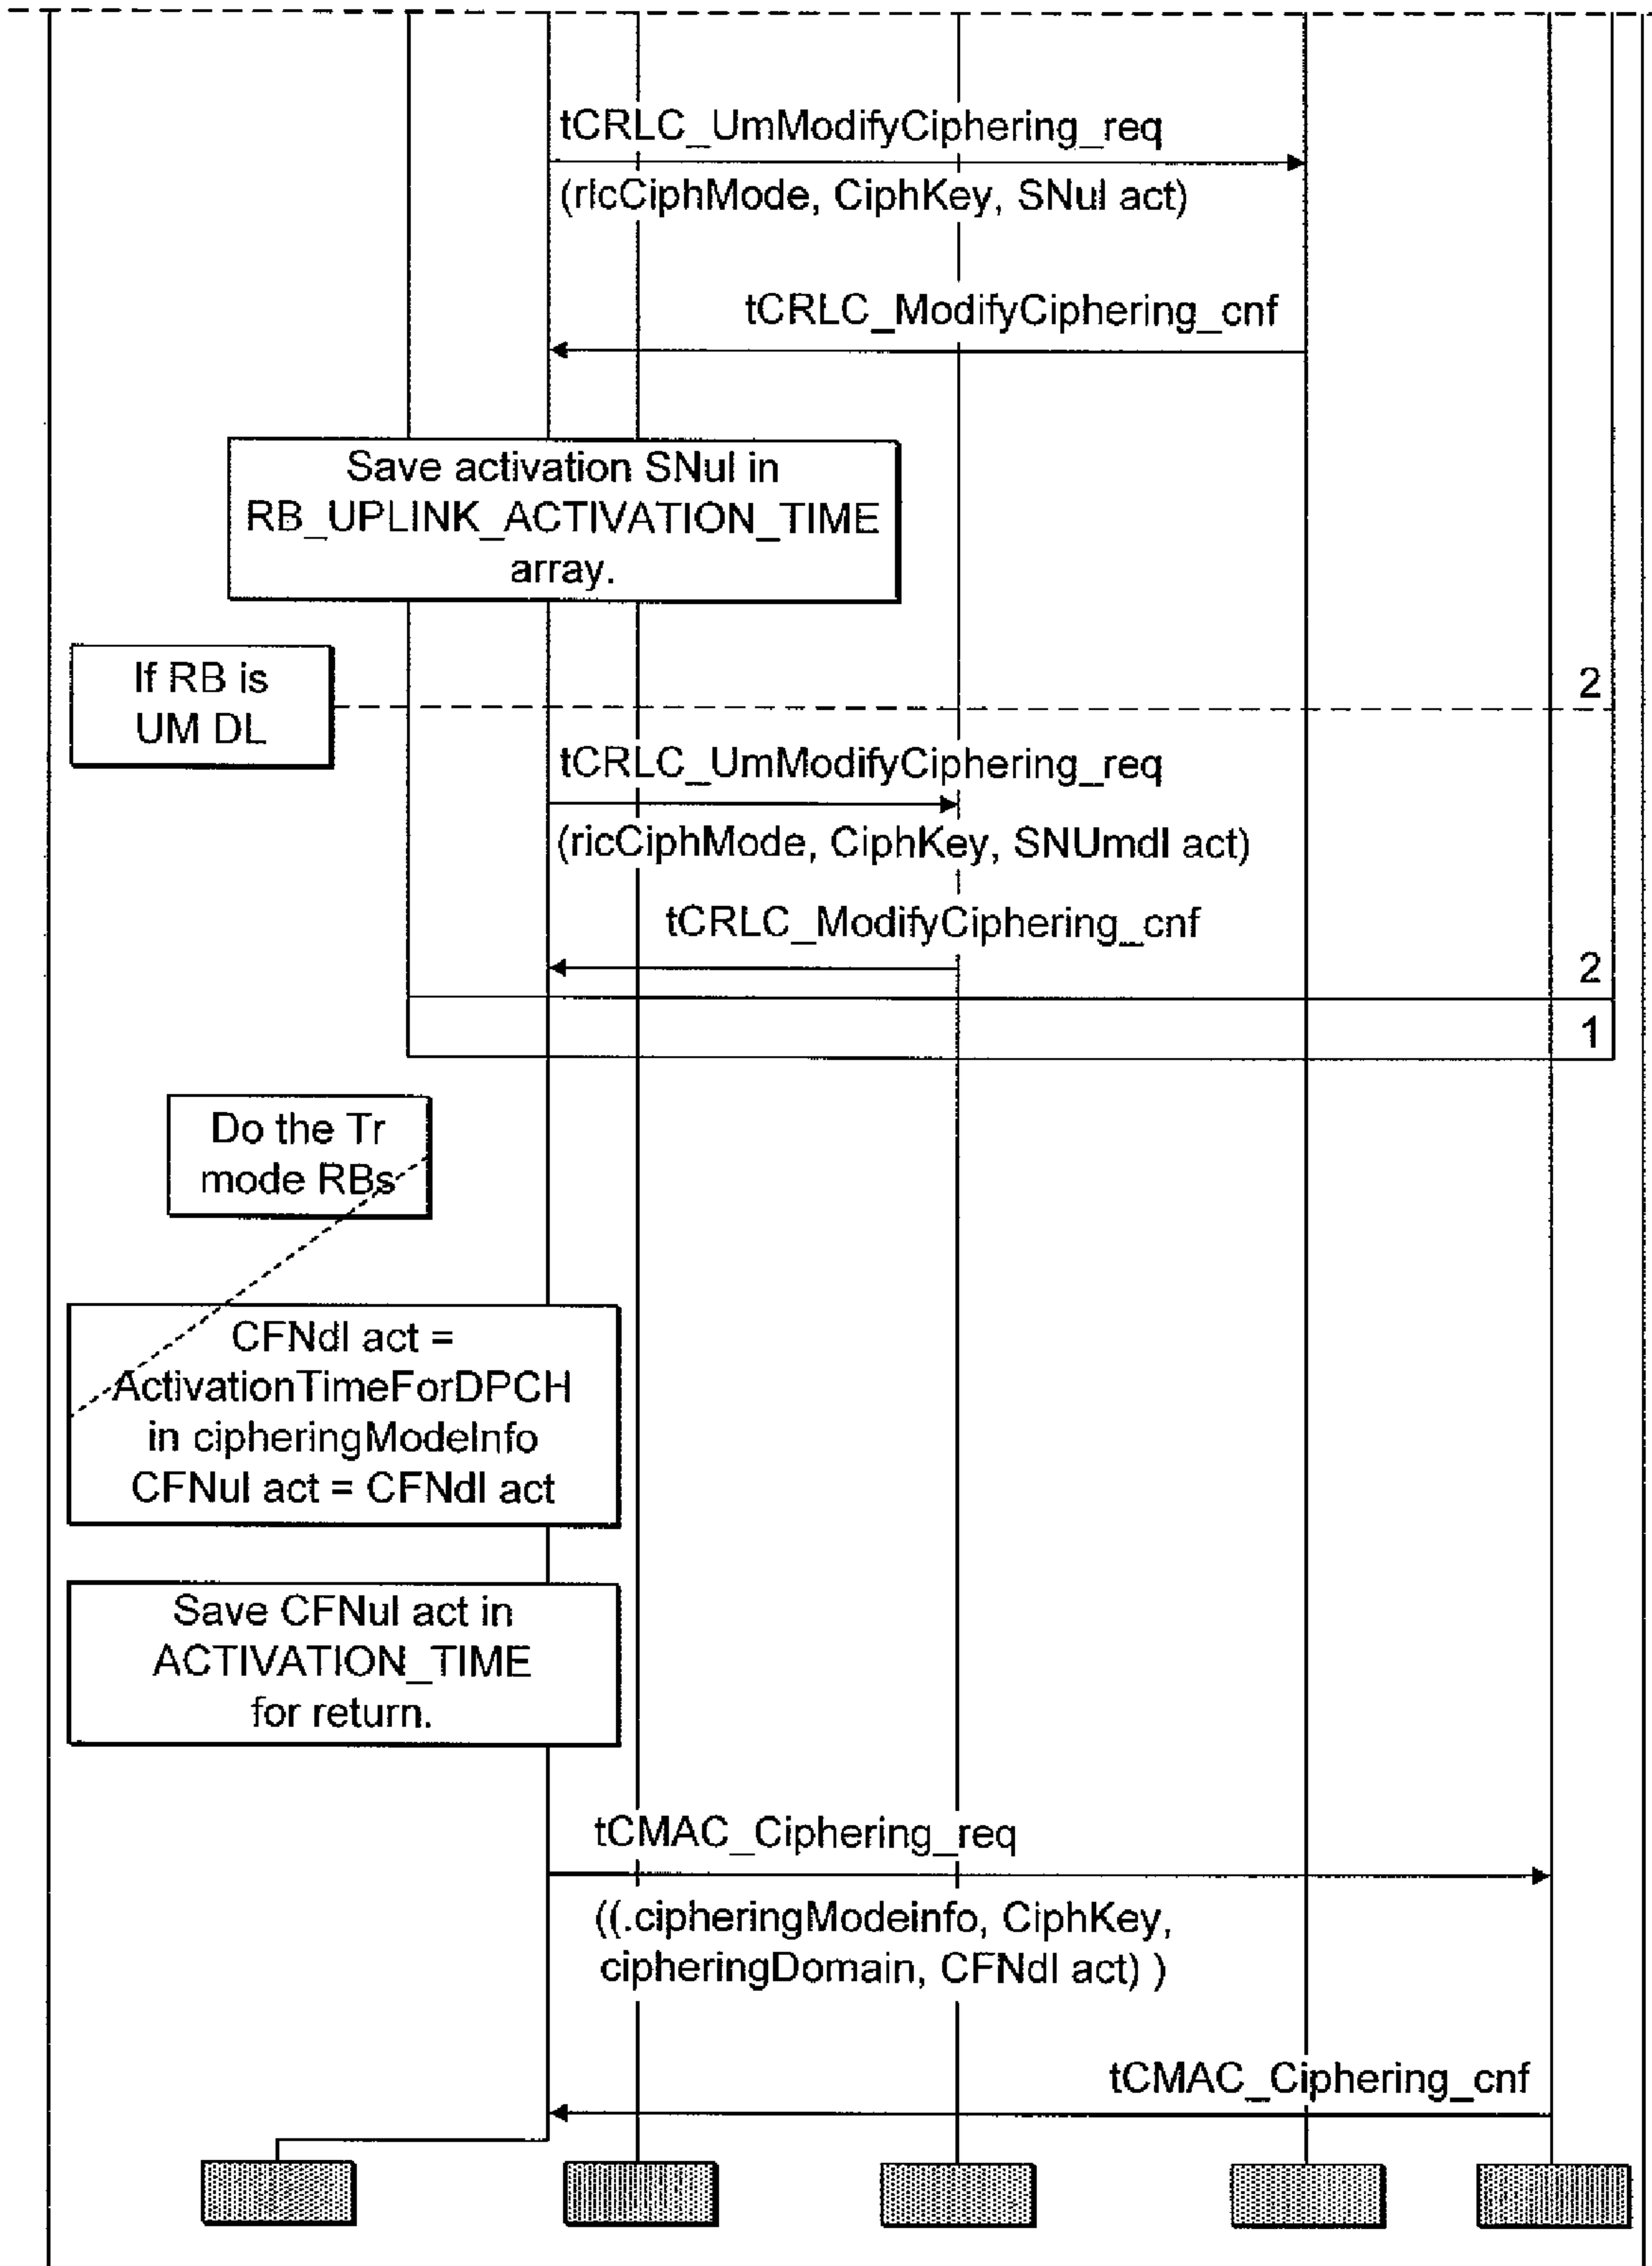 tCRLC_UmModifyCiphering_req
(rlcCiphMode, CiphKey, SNul act)
tCRLC_ModifyCiphering_cnf
Save activation SNul in
RB_UPLINK_ACTIVATION_TIME
array.
If RB is
UM DL
2
tCRLC_UmModifyCiphering_req
(ricCiphMode, CiphKey, SNUmdl act)
tCRLC_ModifyCiphering_cnf
2
1
Do the Tr
mode RBs
CFNdl act =
ActivationTimeForDPCH
in cipheringModeInfo
CFNul act = CFNdl act
Save CFNul act in
ACTIVATION_TIME
for return.
tCMAC_Ciphering_req
((.cipheringModeinfo, CiphKey,
cipheringDomain, CFNdl act) )
tCMAC_Ciphering_cnf